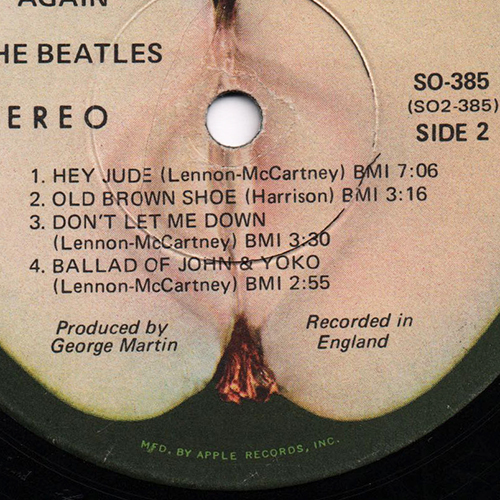 AGAIN
HE BEATLES
EREO
SO-385
(SO2-385)
SIDE 2
1. HEY JUDE (Lennon-McCartney) BMI 7:06
2. OLD BROWN SHOE (Harrison) BMI 3:16
3. DON'T LET ME DOWN
(Lennon-McCartney) BMI 3:30
4. BALLAD OF JOHN & YOKO
(Lennon-McCartney) BMI 2:55
Produced by
George Martin
Recorded in
England
MFD. BY APPLE RECORDS, INC.